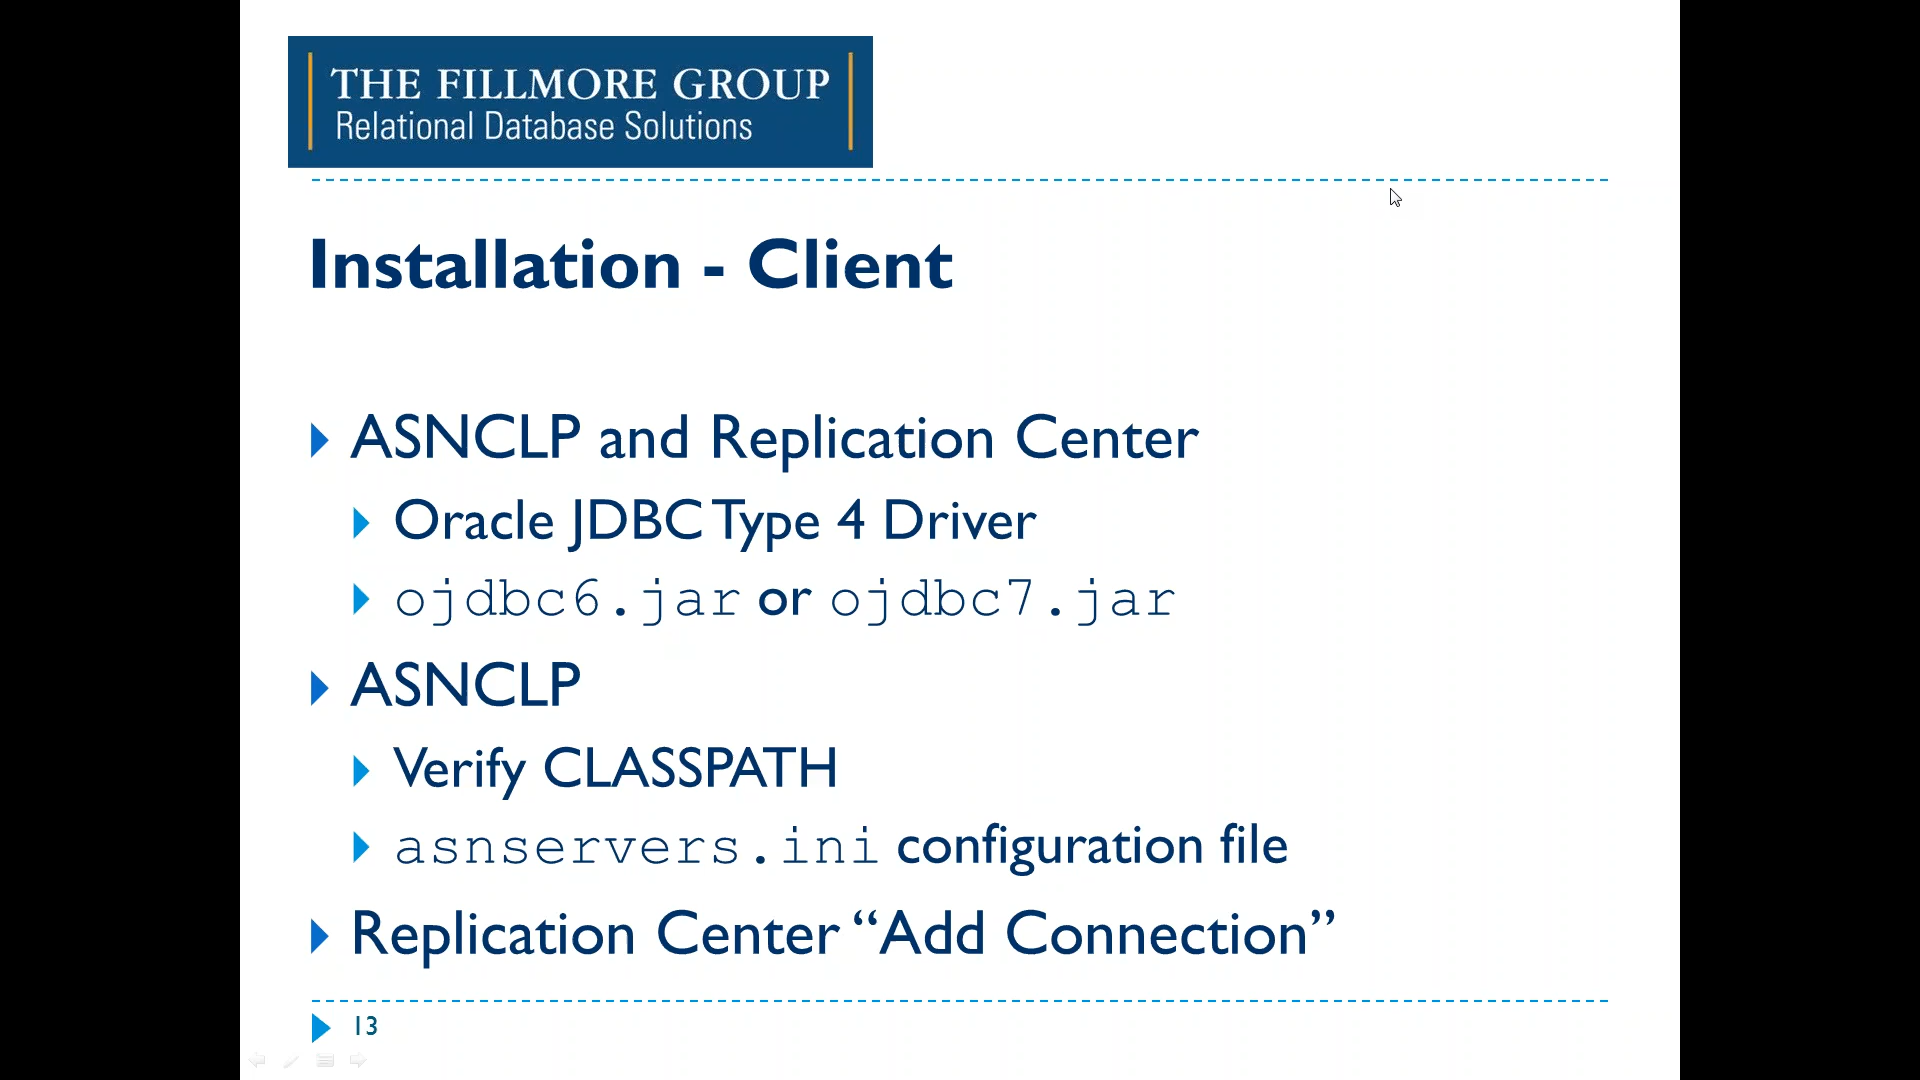 THE FILLMORE GROUP
Relational Database Solutions
Installation - Client
ASNCLP and Replication Center
Oracle JDBC Type 4 Driver
ojdbc6.jar or ojdbc7.jar
ASNCLP
Verify CLASSPATH
asnservers.ini configuration file
Replication Center “Add Connection”
13